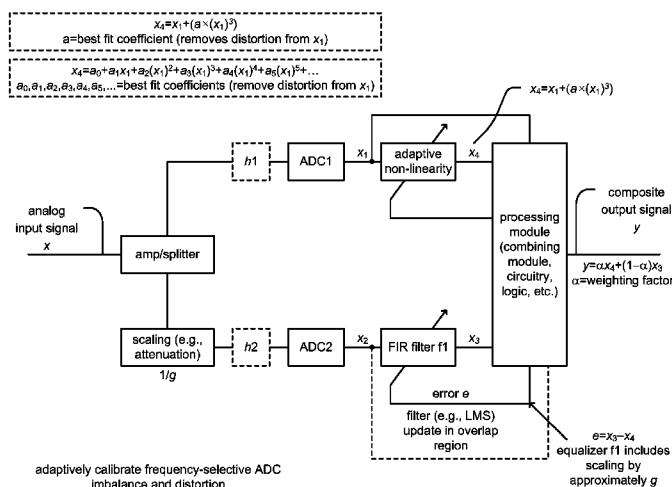 x₄=x₁+(a×(x₁)³)
a=best fit coefficient (removes distortion from x₁)
x₄=a₀+a₁x₁+a₂(x₁)²+a₃(x₁)³+a₄(x₁)⁴+a₅(x₁)⁵+…
a₀,a₁,a₂,a₃,a₄,a₅,...=best fit coefficients (remove distortion from x₁)
x₄=x₁+(a×(x₁)³)
h1
ADC1
x₁
adaptive
non-linearity
x₄
analog
input signal
x
amp/splitter
processing
module
(combining
module,
circuitry,
logic, etc.)
composite
output signal
y
y=αx₄+(1–α)x₃
α=weighting factor
scaling (e.g.,
attenuation)
1/g
h2
ADC2
x₂
FIR filter f1
x₃
error e
filter (e.g., LMS)
update in overlap
region
e=x₃–x₄
equalizer f1 includes
scaling by
approximately g
adaptively calibrate frequency-selective ADC
imbalance and distortion